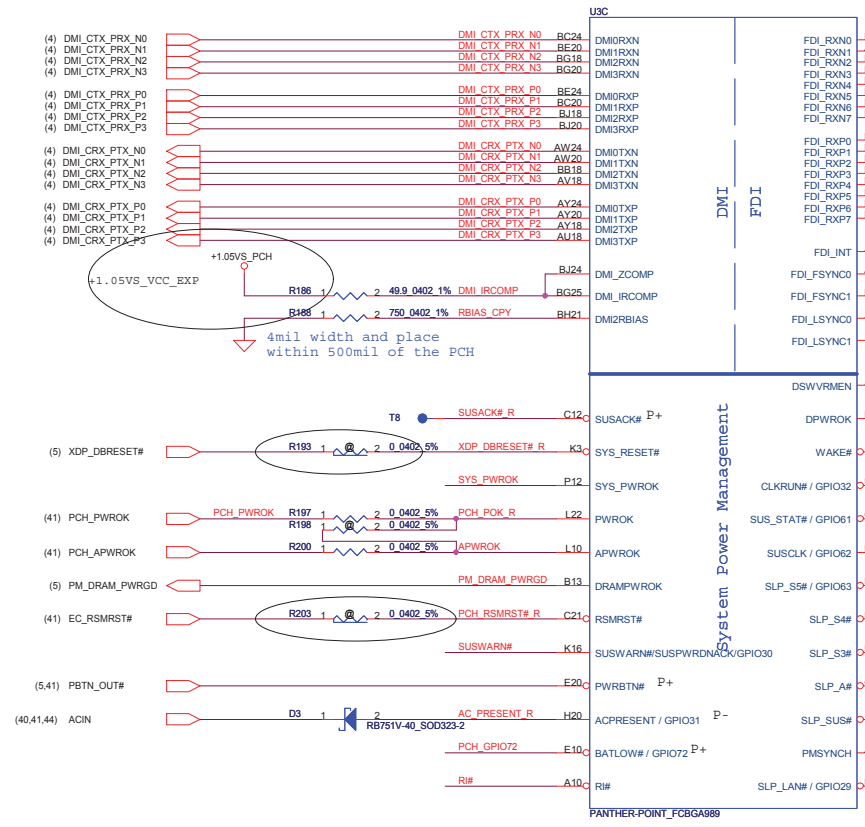 U3C
(4) DMI_CTX_PRX_N0 DMI_CTX_PRX_N0 BC24 DMI0RXN FDI_RXN0
(4) DMI_CTX_PRX_N1 DMI_CTX_PRX_N1 BE20 DMI1RXN FDI_RXN1
(4) DMI_CTX_PRX_N2 DMI_CTX_PRX_N2 BG18 DMI2RXN FDI_RXN2
(4) DMI_CTX_PRX_N3 DMI_CTX_PRX_N3 BG20 DMI3RXN FDI_RXN3
FDI_RXN4
(4) DMI_CTX_PRX_P0 DMI_CTX_PRX_P0 BE24 DMI0RXP FDI_RXN5
(4) DMI_CTX_PRX_P1 DMI_CTX_PRX_P1 BC20 DMI1RXP FDI_RXN6
(4) DMI_CTX_PRX_P2 DMI_CTX_PRX_P2 BJ18 DMI2RXP FDI_RXN7
(4) DMI_CTX_PRX_P3 DMI_CTX_PRX_P3 BJ20 DMI3RXP
FDI_RXP0
(4) DMI_CRX_PTX_N0 DMI_CRX_PTX_N0 AW24 DMI0TXN FDI_RXP1
(4) DMI_CRX_PTX_N1 DMI_CRX_PTX_N1 AW20 DMI1TXN FDI_RXP2
(4) DMI_CRX_PTX_N2 DMI_CRX_PTX_N2 BB18 DMI2TXN FDI_RXP3
(4) DMI_CRX_PTX_N3 DMI_CRX_PTX_N3 AV18 DMI3TXN FDI_RXP4
FDI_RXP5
(4) DMI_CRX_PTX_P0 DMI_CRX_PTX_P0 AY24 DMI0TXP FDI_RXP6
(4) DMI_CRX_PTX_P1 DMI_CRX_PTX_P1 AY20 DMI1TXP FDI_RXP7
(4) DMI_CRX_PTX_P2 DMI_CRX_PTX_P2 AY18 DMI2TXP
(4) DMI_CRX_PTX_P3 DMI_CRX_PTX_P3 AU18 DMI3TXP
DMI FDI
FDI_INT
+1.05VS_PCH
+1.05VS_VCC_EXP BJ24 DMI_ZCOMP FDI_FSYNC0
R186 1 2 49.9_0402_1% DMI_IRCOMP BG25 DMI_IRCOMP FDI_FSYNC1
R188 1 2 750_0402_1% RBIAS_CPY BH21 DMI2RBIAS FDI_LSYNC0
4mil width and place
within 500mil of the PCH
FDI_LSYNC1
DSWVRMEN
T8 SUSACK#_R C12 SUSACK# P+ DPWROK
(5) XDP_DBRESET# R193 1 @ 2 0_0402_5% XDP_DBRESET#_R K3 SYS_RESET# WAKE#
SYS_PWROK P12 SYS_PWROK CLKRUN# / GPIO32
(41) PCH_PWROK PCH_PWROK R197 1 2 0_0402_5% PCH_POK_R L22 PWROK SUS_STAT# / GPIO61
R198 1 @ 2 0_0402_5%
(41) PCH_APWROK R200 1 2 0_0402_5% APWROK L10 APWROK SUSCLK / GPIO62
(5) PM_DRAM_PWRGD PM_DRAM_PWRGD B13 DRAMPWROK SLP_S5# / GPIO63
(41) EC_RSMRST# R203 1 @ 2 0_0402_5% PCH_RSMRST#_R C21 RSMRST# SLP_S4#
SUSWARN# K16 SUSWARN#/SUSPWRDNACK/GPIO30 SLP_S3#
System Power Management
(5,41) PBTN_OUT# E20 PWRBTN# P+ SLP_A#
(40,41,44) ACIN D3 1 2 RB751V-40_SOD323-2 AC_PRESENT_R H20 ACPRESENT / GPIO31 P- SLP_SUS#
PCH_GPIO72 E10 BATLOW# / GPIO72 P+ PMSYNCH
RI# A10 RI# SLP_LAN# / GPIO29
PANTHER-POINT_FCBGA989